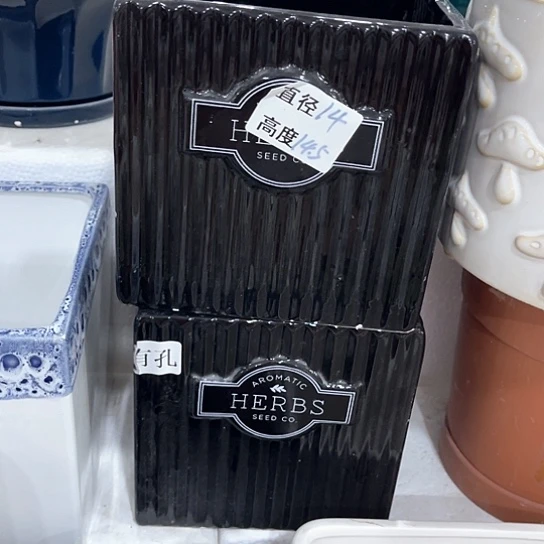 直径14
高度14.5
SEED CO
有孔
AROMATIC
HERBS
SEED CO.